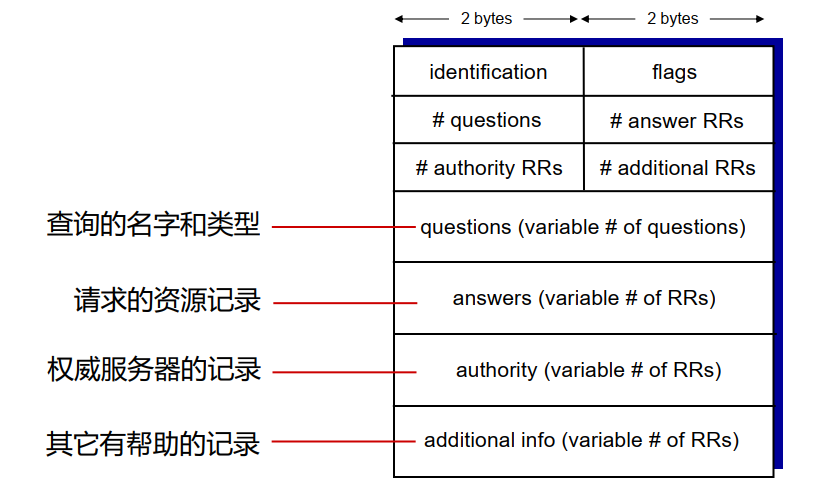 2 bytes 2 bytes
identification flags
# questions # answer RRs
# authority RRs # additional RRs
查询的名字和类型 questions (variable # of questions)
请求的资源记录 answers (variable # of RRs)
权威服务器的记录 authority (variable # of RRs)
其它有帮助的记录 additional info (variable # of RRs)